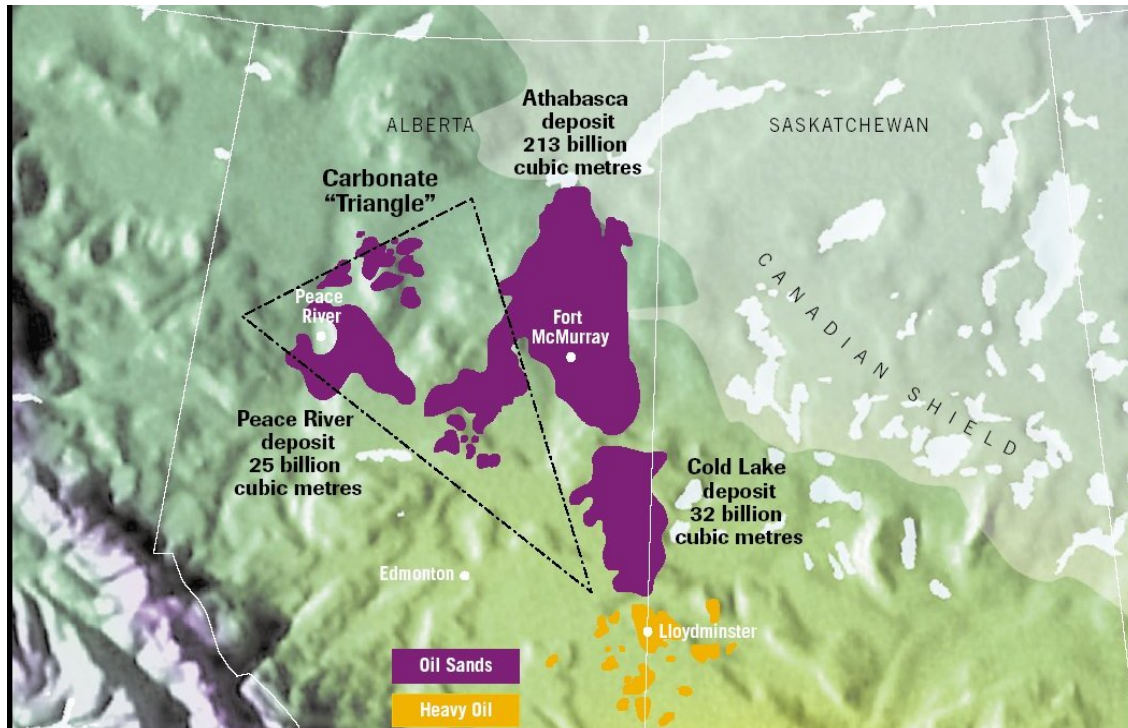 ALBERTA
Athabasca
deposit
213 billion
cubic metres
SASKATCHEWAN
Carbonate
“Triangle”
Peace
River
Fort
McMurray
CANADIAN SHIELD
Peace River
deposit
25 billion
cubic metres
Cold Lake
deposit
32 billion
cubic metres
Edmonton
Lloydminster
Oil Sands
Heavy Oil